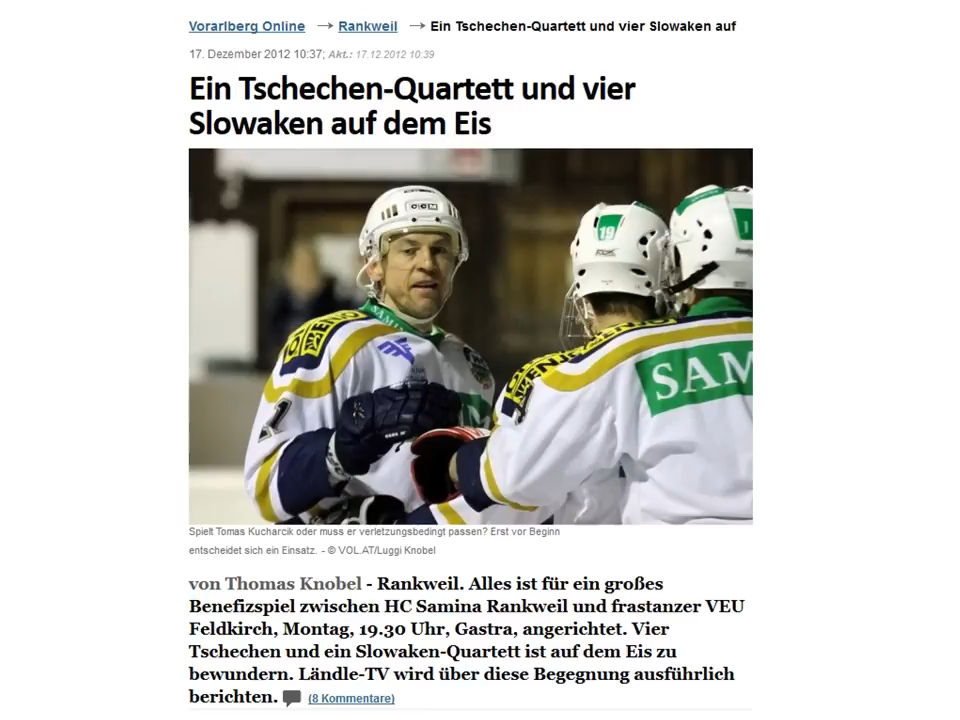 Vorarlberg Online → Rankweil → Ein Tschechen-Quartett und vier Slowaken auf
17. Dezember 2012 10:37; Akt.: 17.12.2012 10:39
Ein Tschechen-Quartett und vier
Slowaken auf dem Eis
CCM
19
SAM
Spielt Tomas Kucharcik oder muss er verletzungsbedingt passen? Erst vor Beginn
entscheidet sich ein Einsatz. - © VOL.AT/Luggi Knobel
von Thomas Knobel - Rankweil. Alles ist für ein großes
Benefizspiel zwischen HC Samina Rankweil und frastanzer VEU
Feldkirch, Montag, 19.30 Uhr, Gastra, angerichtet. Vier
Tschechen und ein Slowaken-Quartett ist auf dem Eis zu
bewundern. Ländle-TV wird über diese Begegnung ausführlich
berichten. (8 Kommentare)